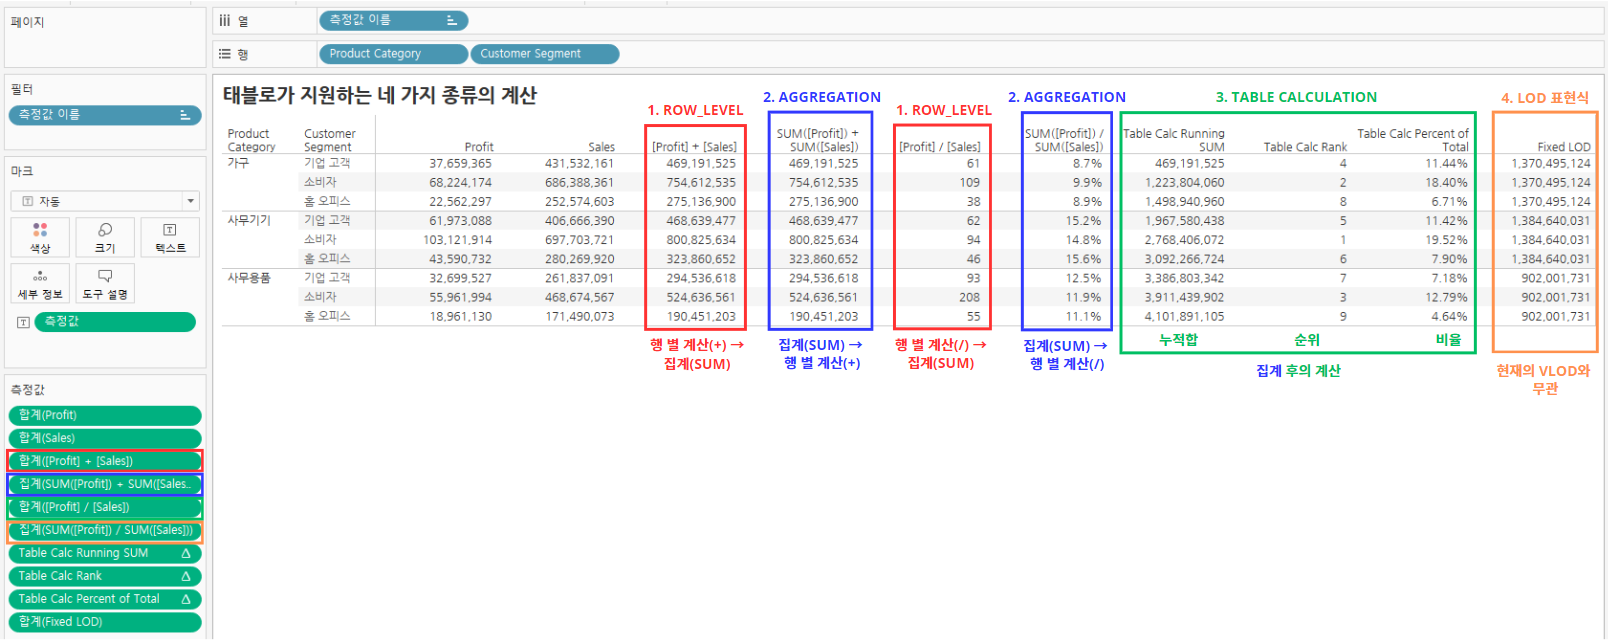 페이지
iii 열
측정값 이름
행
Product Category
Customer Segment
필터
측정값 이름
마크
자동
색상
크기
텍스트
세부 정보
도구 설명
측정값
측정값
합계(Profit)
합계(Sales)
합계([Profit] + [Sales])
집계(SUM([Profit]) + SUM([Sales..
합계([Profit] / [Sales])
집계(SUM([Profit]) / SUM([Sales]))
Table Calc Running SUM
Table Calc Rank
Table Calc Percent of Total
합계(Fixed LOD)
태블로가 지원하는 네 가지 종류의 계산
1. ROW_LEVEL
2. AGGREGATION
1. ROW_LEVEL
2. AGGREGATION
3. TABLE CALCULATION
4. LOD 표현식
Product Category Customer Segment Profit Sales [Profit] + [Sales] SUM([Profit]) + SUM([Sales]) [Profit] / [Sales] SUM([Profit]) / SUM([Sales]) Table Calc Running SUM Table Calc Rank Table Calc Percent of Total Fixed LOD
가구 기업 고객 37,659,365 431,532,161 469,191,525 469,191,525 61 8.7% 469,191,525 4 11.44% 1,370,495,124
소비자 68,224,174 686,388,361 754,612,535 754,612,535 109 9.9% 1,223,804,060 2 18.40% 1,370,495,124
홈 오피스 22,562,297 252,574,603 275,136,900 275,136,900 38 8.9% 1,498,940,960 8 6.71% 1,370,495,124
사무기기 기업 고객 61,973,088 406,666,390 468,639,477 468,639,477 62 15.2% 1,967,580,438 5 11.42% 1,384,640,031
소비자 103,121,914 697,703,721 800,825,634 800,825,634 94 14.8% 2,768,406,072 1 19.52% 1,384,640,031
홈 오피스 43,590,732 280,269,920 323,860,652 323,860,652 46 15.6% 3,092,266,724 6 7.90% 1,384,640,031
사무용품 기업 고객 32,699,527 261,837,091 294,536,618 294,536,618 93 12.5% 3,386,803,342 7 7.18% 902,001,731
소비자 55,961,994 468,674,567 524,636,561 524,636,561 208 11.9% 3,911,439,902 3 12.79% 902,001,731
홈 오피스 18,961,130 171,490,073 190,451,203 190,451,203 55 11.1% 4,101,891,105 9 4.64% 902,001,731
행 별 계산(+) →
집계(SUM)
집계(SUM) →
행 별 계산(+)
행 별 계산(/) →
집계(SUM)
집계(SUM) →
행 별 계산(/)
누적합
순위
비율
집계 후의 계산
현재의 VLOD와
무관